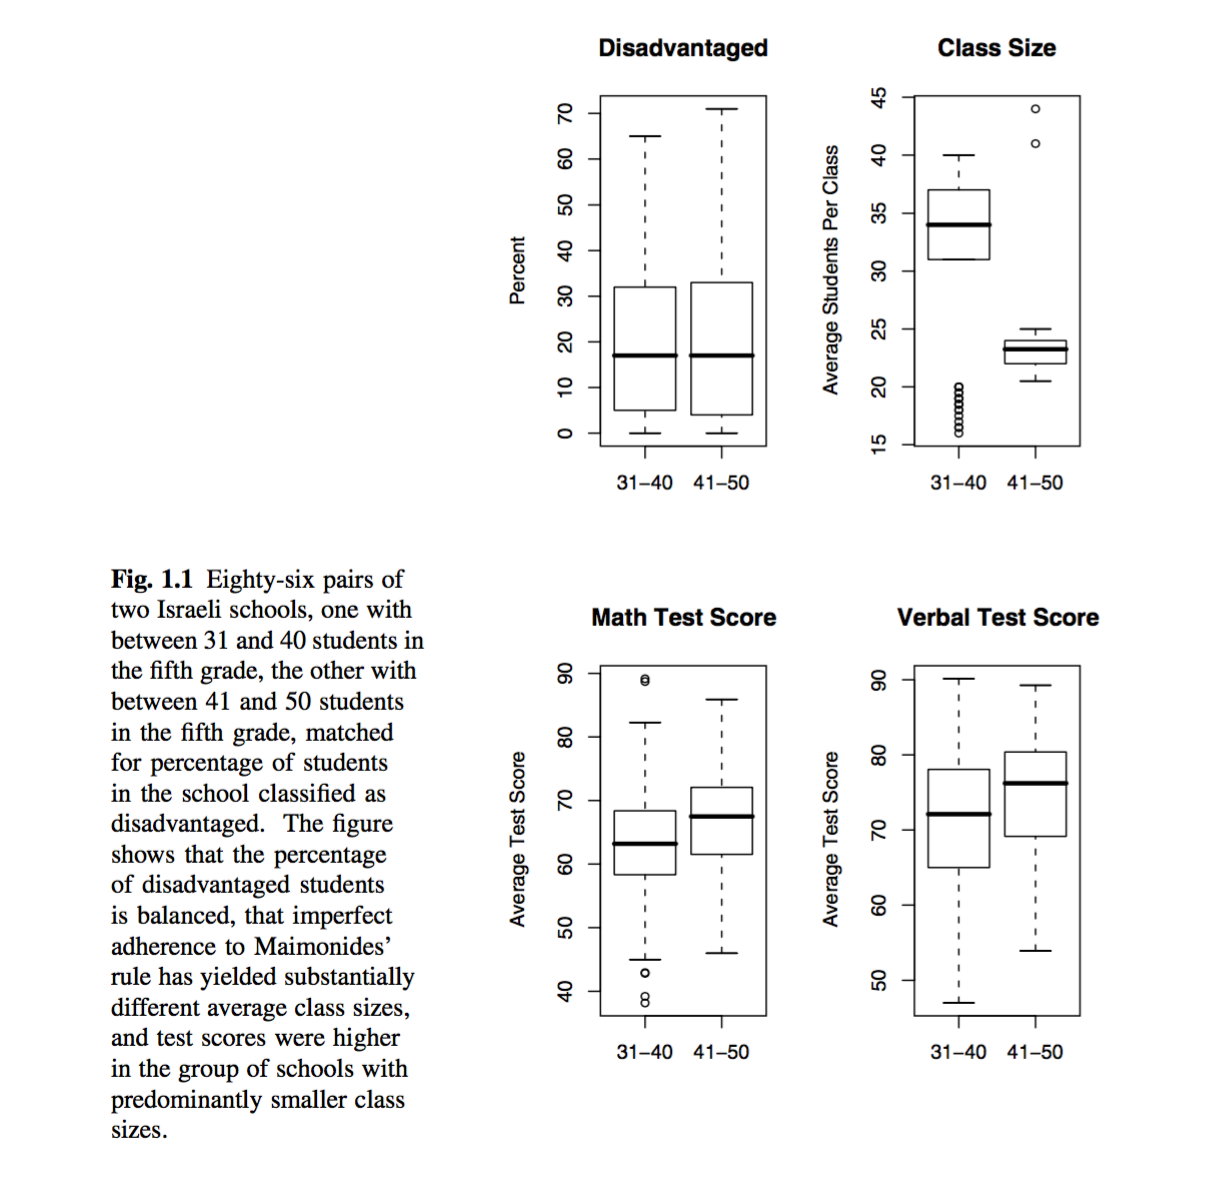 Disadvantaged
Percent
0 10 20 30 40 50 60 70
31–40 41–50
Class Size
Average Students Per Class
15 20 25 30 35 40 45
31–40 41–50
Fig. 1.1 Eighty-six pairs of
two Israeli schools, one with
between 31 and 40 students in
the fifth grade, the other with
between 41 and 50 students
in the fifth grade, matched
for percentage of students
in the school classified as
disadvantaged. The figure
shows that the percentage
of disadvantaged students
is balanced, that imperfect
adherence to Maimonides’
rule has yielded substantially
different average class sizes,
and test scores were higher
in the group of schools with
predominantly smaller class
sizes.
Math Test Score
Average Test Score
40 50 60 70 80 90
31–40 41–50
Verbal Test Score
Average Test Score
50 60 70 80 90
31–40 41–50